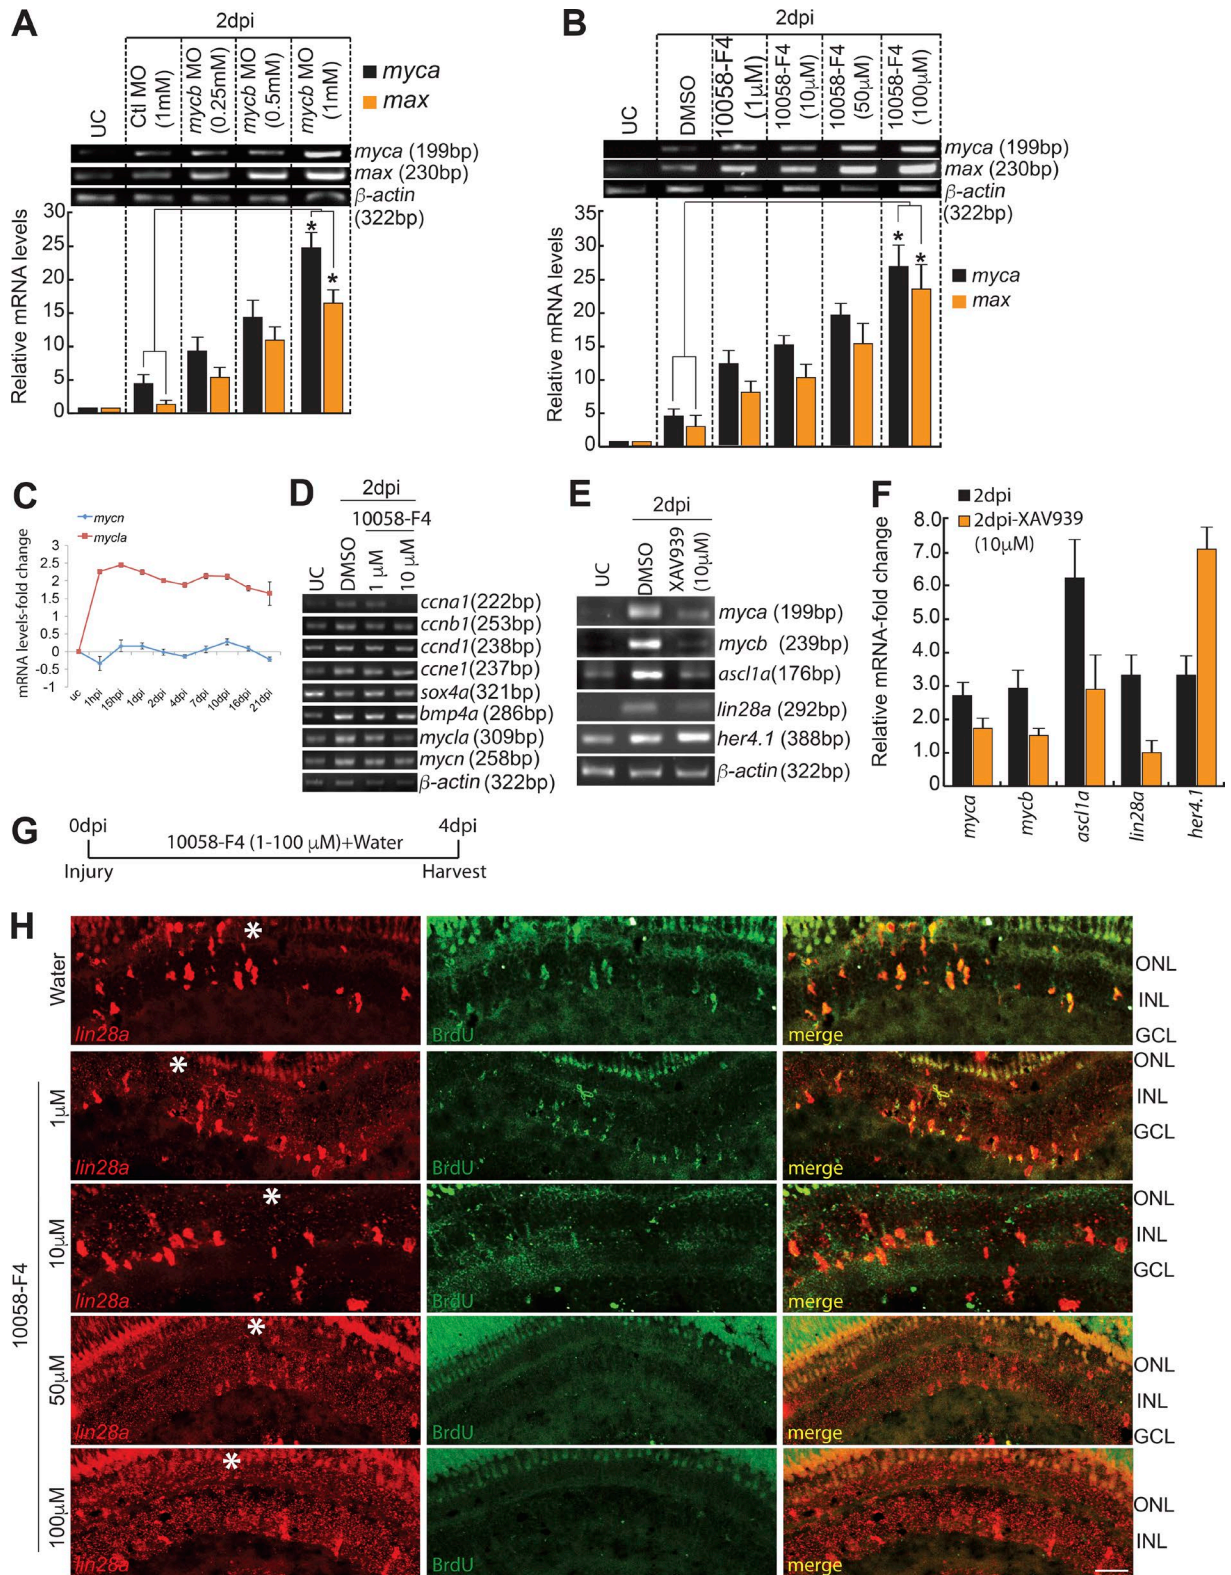 A
2dpi
UC
Ctl MO
(1mM)
mycb MO
(0.25mM)
mycb MO
(0.5mM)
mycb MO
(1mM)
myca
max
myca (199bp)
max (230bp)
β-actin
(322bp)
Relative mRNA levels
30
25
20
15
10
5
0
*
*
B
2dpi
UC
DMSO
10058-F4
(1μM)
10058-F4
(10μM)
10058-F4
(50μM)
10058-F4
(100μM)
myca (199bp)
max (230bp)
β-actin
(322bp)
Relative mRNA levels
35
30
25
20
15
10
5
0
*
*
myca
max
C
mycn
mycla
mRNA levels-fold change
3
2.5
2
1.5
1
0.5
0
-0.5
-1
uc
1hpi
15hpi
1dpi
2dpi
4dpi
7dpi
10dpi
16dpi
21dpi
D
2dpi
10058-F4
UC
DMSO
1 μM
10 μM
ccna1(222bp)
ccnb1(253bp)
ccnd1(238bp)
ccne1(237bp)
sox4a(321bp)
bmp4a (286bp)
mycla (309bp)
mycn (258bp)
β-actin (322bp)
E
2dpi
UC
DMSO
XAV939
(10μM)
myca (199bp)
mycb (239bp)
ascl1a(176bp)
lin28a (292bp)
her4.1 (388bp)
β-actin(322bp)
F
2dpi
2dpi-XAV939
(10μM)
Relative mRNA-fold change
8.0
7.0
6.0
5.0
4.0
3.0
2.0
1.0
0
myca
mycb
ascl1a
lin28a
her4.1
G
0dpi
4dpi
10058-F4 (1-100 μM)+Water
Injury
Harvest
H
Water
*
lin28a
BrdU
merge
ONL
INL
GCL
10058-F4
1μM
*
lin28a
BrdU
merge
ONL
INL
GCL
10μM
*
lin28a
BrdU
merge
ONL
INL
GCL
50μM
*
lin28a
BrdU
merge
ONL
INL
GCL
100μM
*
lin28a
BrdU
merge
ONL
INL